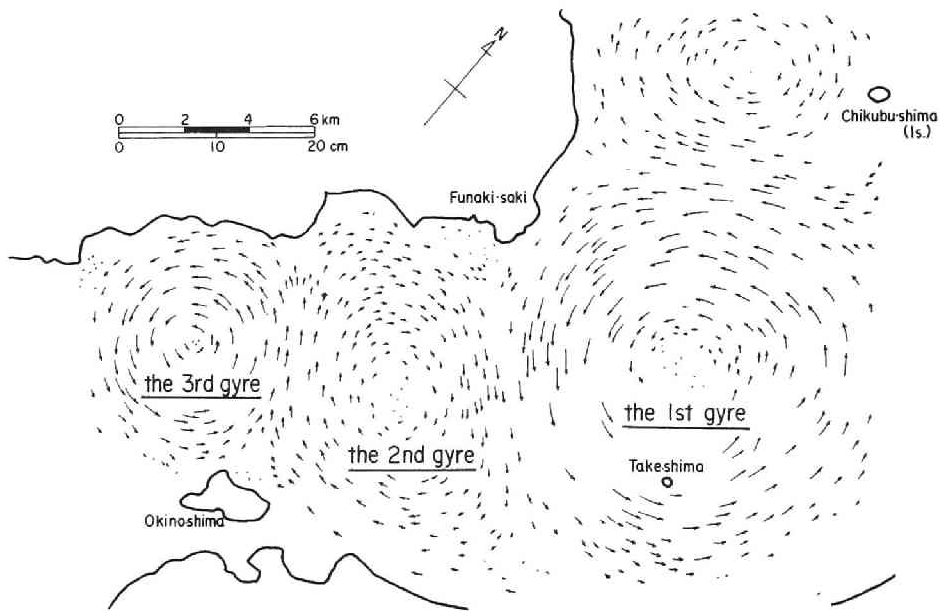 N
0 2 4 6 km
0 10 20 cm
Chikubu-shima
(Is.)
Funaki-saki
the 3rd gyre
the 1st gyre
the 2nd gyre
Takeshima
Okinoshima